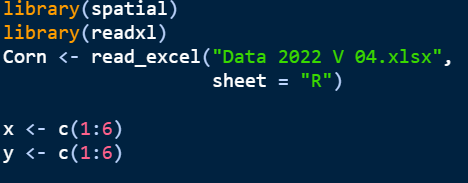 library(spatial)
library(readxl)
Corn <- read_excel("Data 2022 V 04.xlsx",
                   sheet = "R")

x <- c(1:6)
y <- c(1:6)